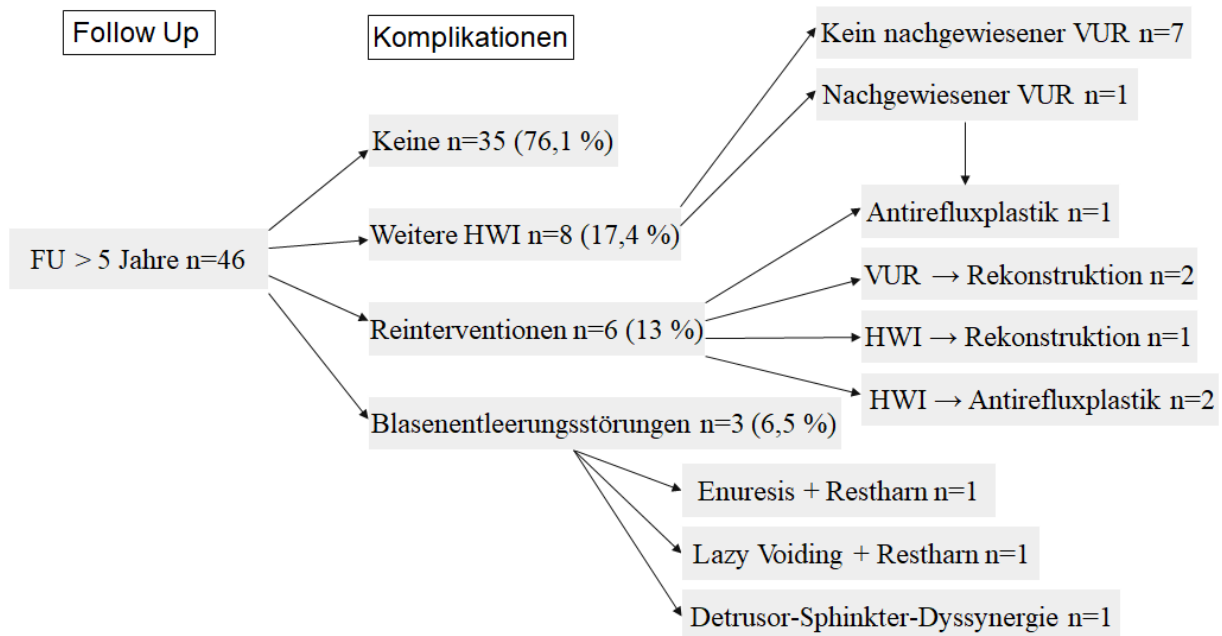 Follow Up
Komplikationen
FU > 5 Jahre n=46
Keine n=35 (76,1 %)
Weitere HWI n=8 (17,4 %)
Reinterventionen n=6 (13 %)
Blasenentleerungsstörungen n=3 (6,5 %)
Kein nachgewiesener VUR n=7
Nachgewiesener VUR n=1
Antirefluxplastik n=1
VUR → Rekonstruktion n=2
HWI → Rekonstruktion n=1
HWI → Antirefluxplastik n=2
Enuresis + Restharn n=1
Lazy Voiding + Restharn n=1
Detrusor-Sphinkter-Dyssynergie n=1